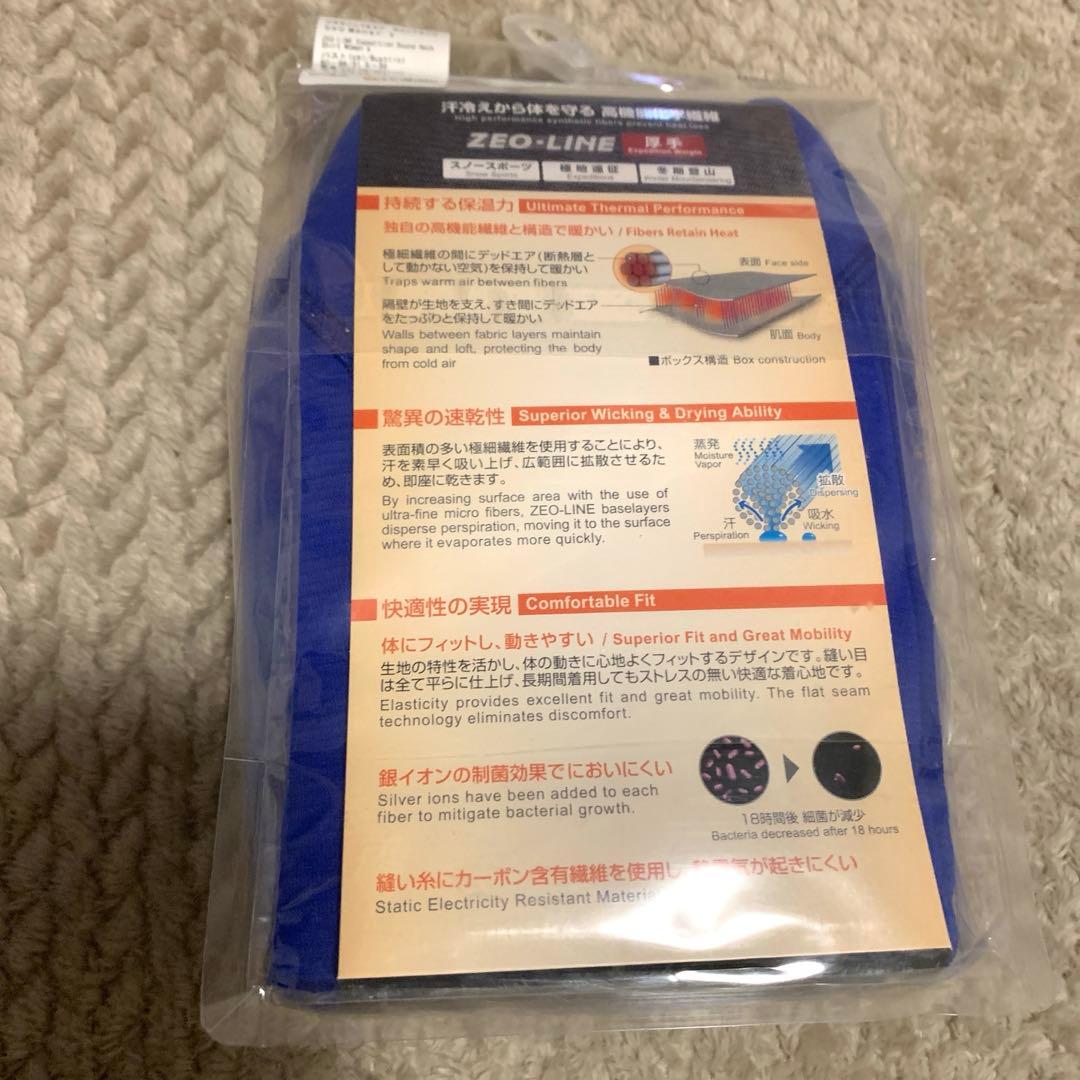 ZEO-LINE Expedition Round Neck
Shirt Women's
汗冷えから体を守る 高機能化学繊維
High performance synthetic fibers prevent heat loss
ZEO・LINE 厚手
Expedition Weight
スノースポーツ 極地遠征 冬期登山
Snow Sports Expeditions Winter Mountaineering
持続する保温力 Ultimate Thermal Performance
独自の高機能繊維と構造で暖かい / Fibers Retain Heat
極細繊維の間にデッドエア(断熱層と
して動かない空気)を保持して暖かい
Traps warm air between fibers
隔壁が生地を支え、すき間にデッドエア
をたっぷりと保持して暖かい
Walls between fabric layers maintain
shape and loft, protecting the body
from cold air
表面 Face side
肌面 Body
■ボックス構造 Box construction
驚異の速乾性 Superior Wicking & Drying Ability
表面積の多い極細繊維を使用することにより、
汗を素早く吸い上げ、広範囲に拡散させるた
め、即座に乾きます。
By increasing surface area with the use of
ultra-fine micro fibers, ZEO-LINE baselayers
disperse perspiration, moving it to the surface
where it evaporates more quickly.
蒸発
Moisture
Vapor
拡散
Dispersing
汗
Perspiration
吸水
Wicking
快適性の実現 Comfortable Fit
体にフィットし、動きやすい / Superior Fit and Great Mobility
生地の特性を活かし、体の動きに心地よくフィットするデザインです。縫い目
は全て平らに仕上げ、長期間着用してもストレスの無い快適な着心地です。
Elasticity provides excellent fit and great mobility. The flat seam
technology eliminates discomfort.
銀イオンの制菌効果でにおいにくい
Silver ions have been added to each
fiber to mitigate bacterial growth.
18時間後 細菌が減少
Bacteria decreased after 18 hours
縫い糸にカーボン含有繊維を使用し、静電気が起きにくい
Static Electricity Resistant